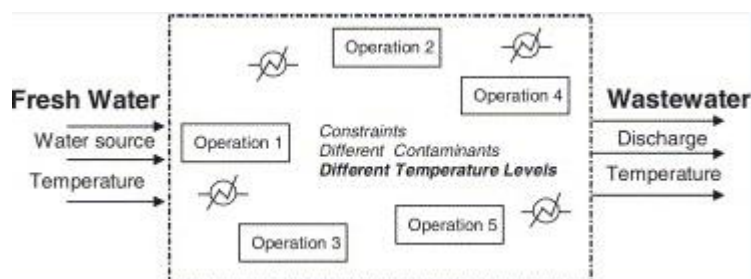 Fresh Water
Water source
Temperature
Operation 1
Operation 2
Operation 3
Operation 4
Operation 5
Constraints
Different Contaminants
Different Temperature Levels
Wastewater
Discharge
Temperature